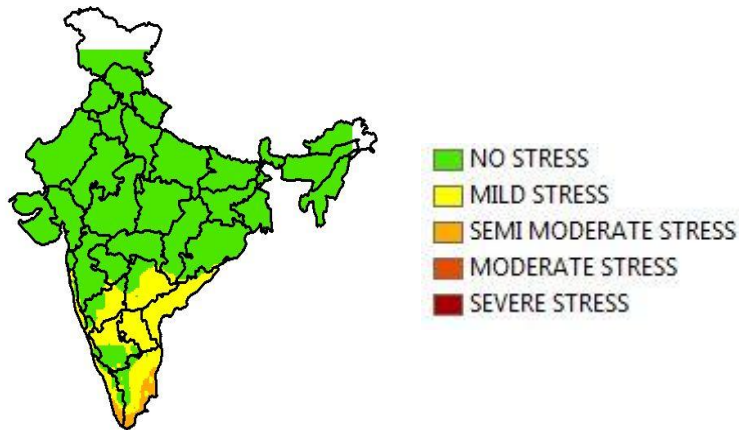 NO STRESS
MILD STRESS
SEMI MODERATE STRESS
MODERATE STRESS
SEVERE STRESS